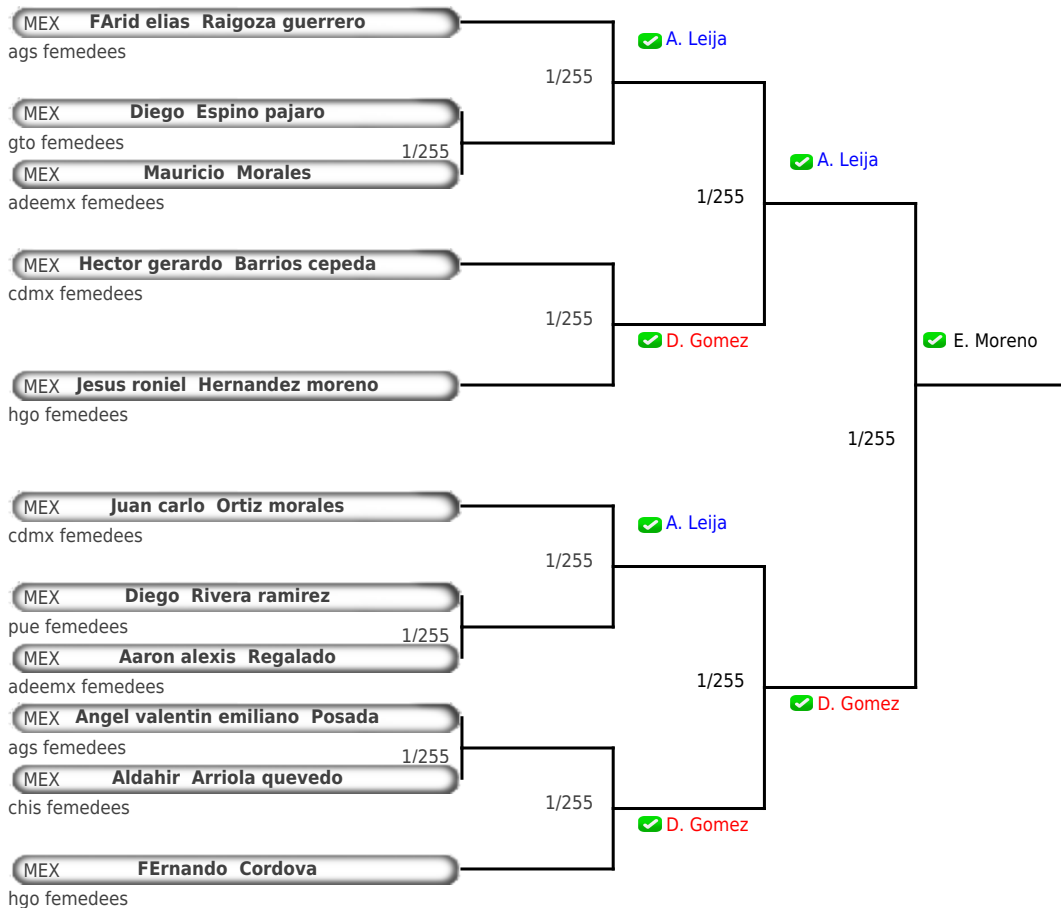 MEX FArid elias Raigoza guerrero
ags femedees
A. Leija
1/255
MEX Diego Espino pajaro
gto femedees
1/255
MEX Mauricio Morales
adeemx femedees
A. Leija
1/255
MEX Hector gerardo Barrios cepeda
cdmx femedees
1/255
D. Gomez
E. Moreno
MEX Jesus roniel Hernandez moreno
hgo femedees
1/255
MEX Juan carlo Ortiz morales
cdmx femedees
A. Leija
1/255
MEX Diego Rivera ramirez
pue femedees
1/255
MEX Aaron alexis Regalado
adeemx femedees
1/255
D. Gomez
MEX Angel valentin emiliano Posada
ags femedees
1/255
MEX Aldahir Arriola quevedo
chis femedees
1/255
D. Gomez
MEX FErnando Cordova
hgo femedees